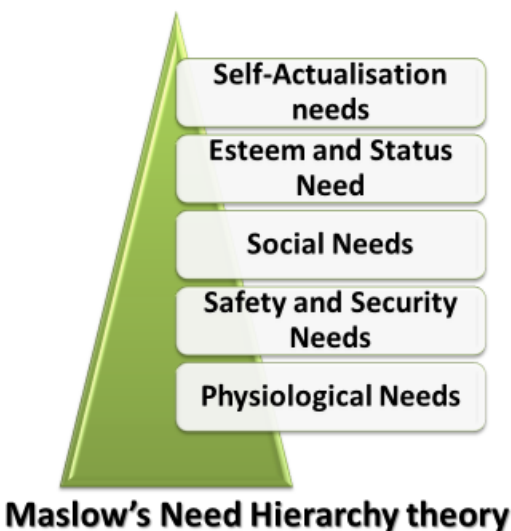 Self-Actualisation
needs
Esteem and Status
Need
Social Needs
Safety and Security
Needs
Physiological Needs
Maslow's Need Hierarchy theory